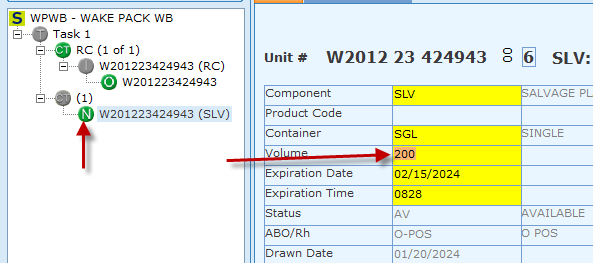 S WPWB - WAKE PACK WB
Task 1
CT RC (1 of 1)
I W201223424943 (RC)
O W201223424943
CT (1)
N W201223424943 (SLV)
Unit # W2012 23 424943 00 6 SLV:
Component SLV SALVAGE PL
Product Code
Container SGL SINGLE
Volume 200
Expiration Date 02/15/2024
Expiration Time 0828
Status AV AVAILABLE
ABO/Rh O-POS O POS
Drawn Date 01/20/2024